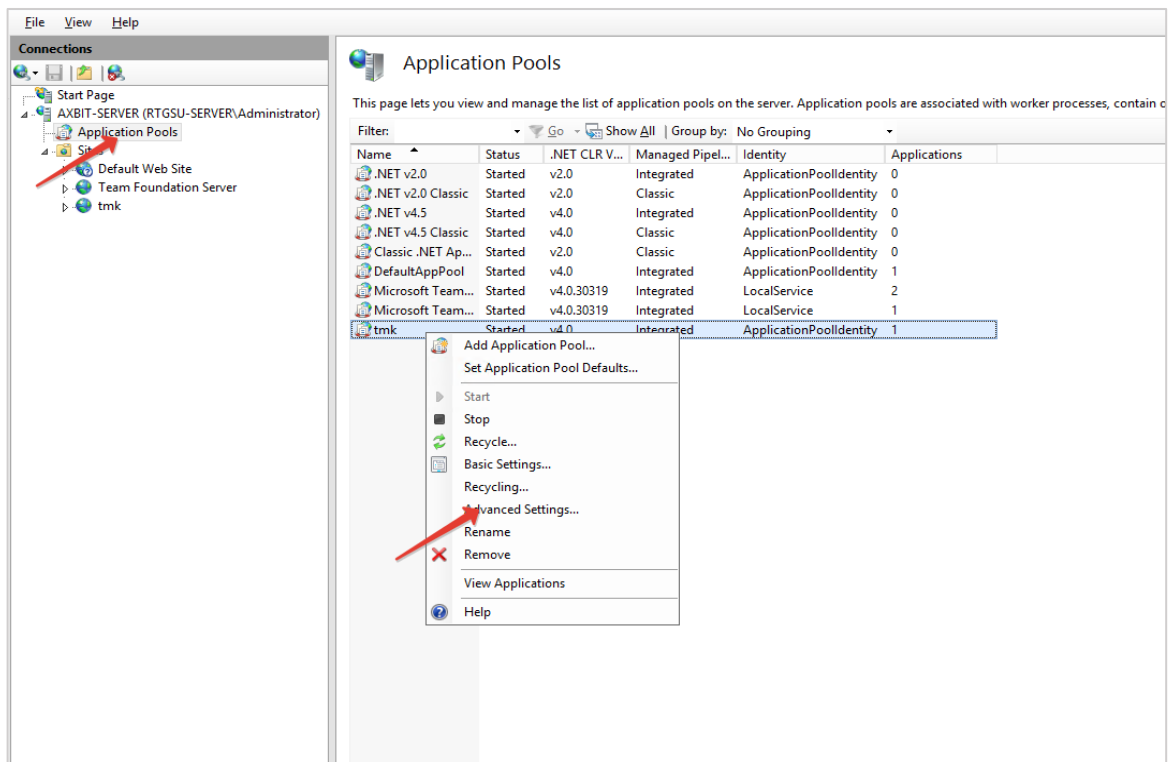 File View Help
Connections
Start Page
AXBIT-SERVER (RTGSU-SERVER\Administrator)
Application Pools
Default Web Site
Team Foundation Server
tmk
Application Pools
This page lets you view and manage the list of application pools on the server. Application pools are associated with worker processes, contain
Filter: Go Show All Group by: No Grouping
Name Status .NET CLR V... Managed Pipel... Identity Applications
.NET v2.0 Started v2.0 Integrated ApplicationPoolIdentity 0
.NET v2.0 Classic Started v2.0 Classic ApplicationPoolIdentity 0
.NET v4.5 Started v4.0 Integrated ApplicationPoolIdentity 0
.NET v4.5 Classic Started v4.0 Classic ApplicationPoolIdentity 0
Classic .NET Ap... Started v2.0 Classic ApplicationPoolIdentity 0
DefaultAppPool Started v4.0 Integrated ApplicationPoolIdentity 1
Microsoft Team... Started v4.0.30319 Integrated LocalService 2
Microsoft Team... Started v4.0.30319 Integrated LocalService 1
tmk Started v4.0 Integrated ApplicationPoolIdentity 1
Add Application Pool...
Set Application Pool Defaults...
Start
Stop
Recycle...
Basic Settings...
Recycling...
Advanced Settings...
Rename
Remove
View Applications
Help